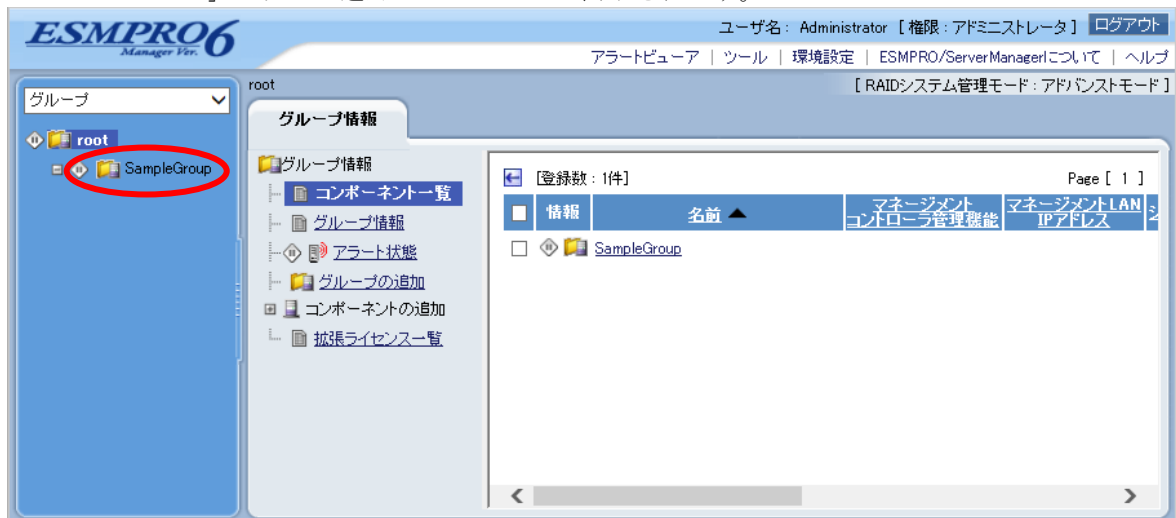 ESMPRO6
Manager Ver.
ユーザ名： Administrator [ 権限：アドミニストレータ ] ログアウト
アラートビューア | ツール | 環境設定 | ESMPRO/ServerManagerについて | ヘルプ
root
[ RAIDシステム管理モード：アドバンストモード ]
グループ
root
SampleGroup
グループ情報
グループ情報
コンポーネント一覧
グループ情報
アラート状態
グループの追加
コンポーネントの追加
拡張ライセンス一覧
[登録数：1件]
Page [ 1 ]
情報
名前 ▲
マネージメント
コントローラ管理機能
マネージメントLAN
IPアドレス
SampleGroup